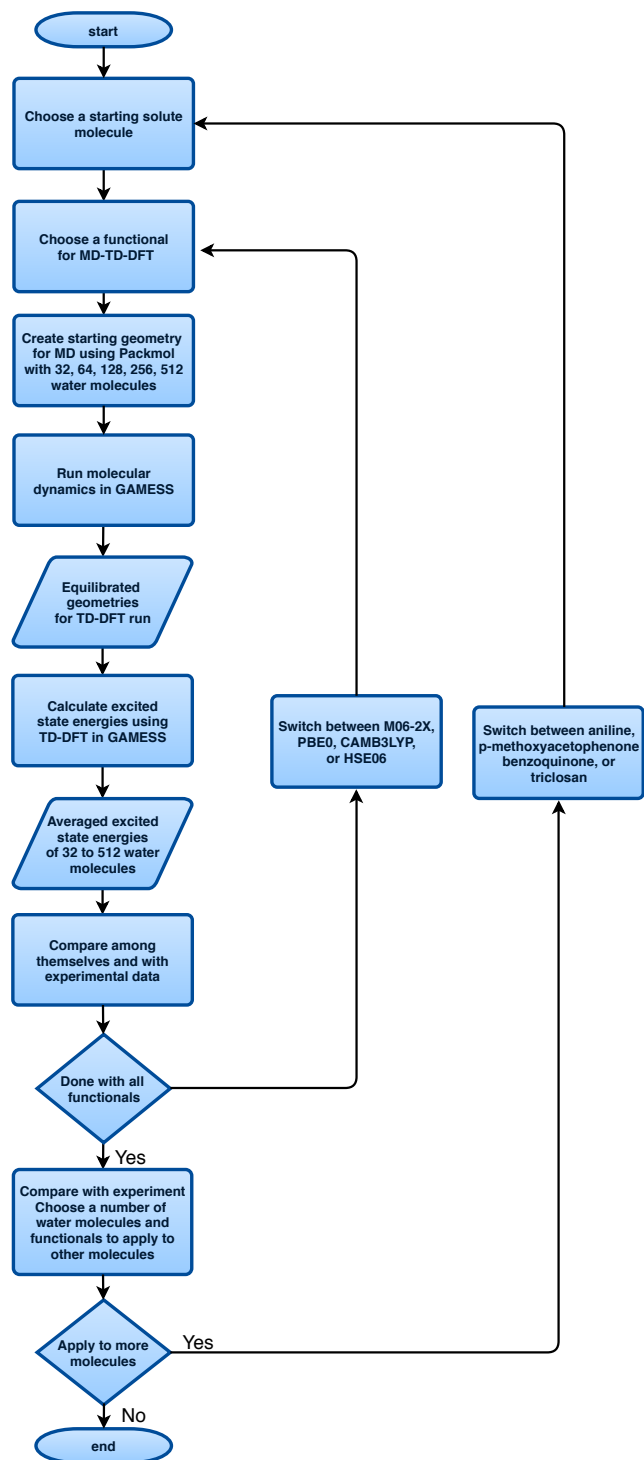 start
Choose a starting solute
molecule
Choose a functional
for MD-TD-DFT
Create starting geometry
for MD using Packmol
with 32, 64, 128, 256, 512
water molecules
Run molecular
dynamics in GAMESS
Equilibrated
geometries
for TD-DFT run
Calculate excited
state energies using
TD-DFT in GAMESS
Switch between M06-2X,
PBE0, CAMB3LYP,
or HSE06
Switch between aniline,
p-methoxyacetophenone
benzoquinone, or
triclosan
Averaged excited
state energies
of 32 to 512 water
molecules
Compare among
themselves and with
experimental data
Done with all
functionals
Yes
Compare with experiment
Choose a number of
water molecules and
functionals to apply to
other molecules
Apply to more
molecules
Yes
No
end